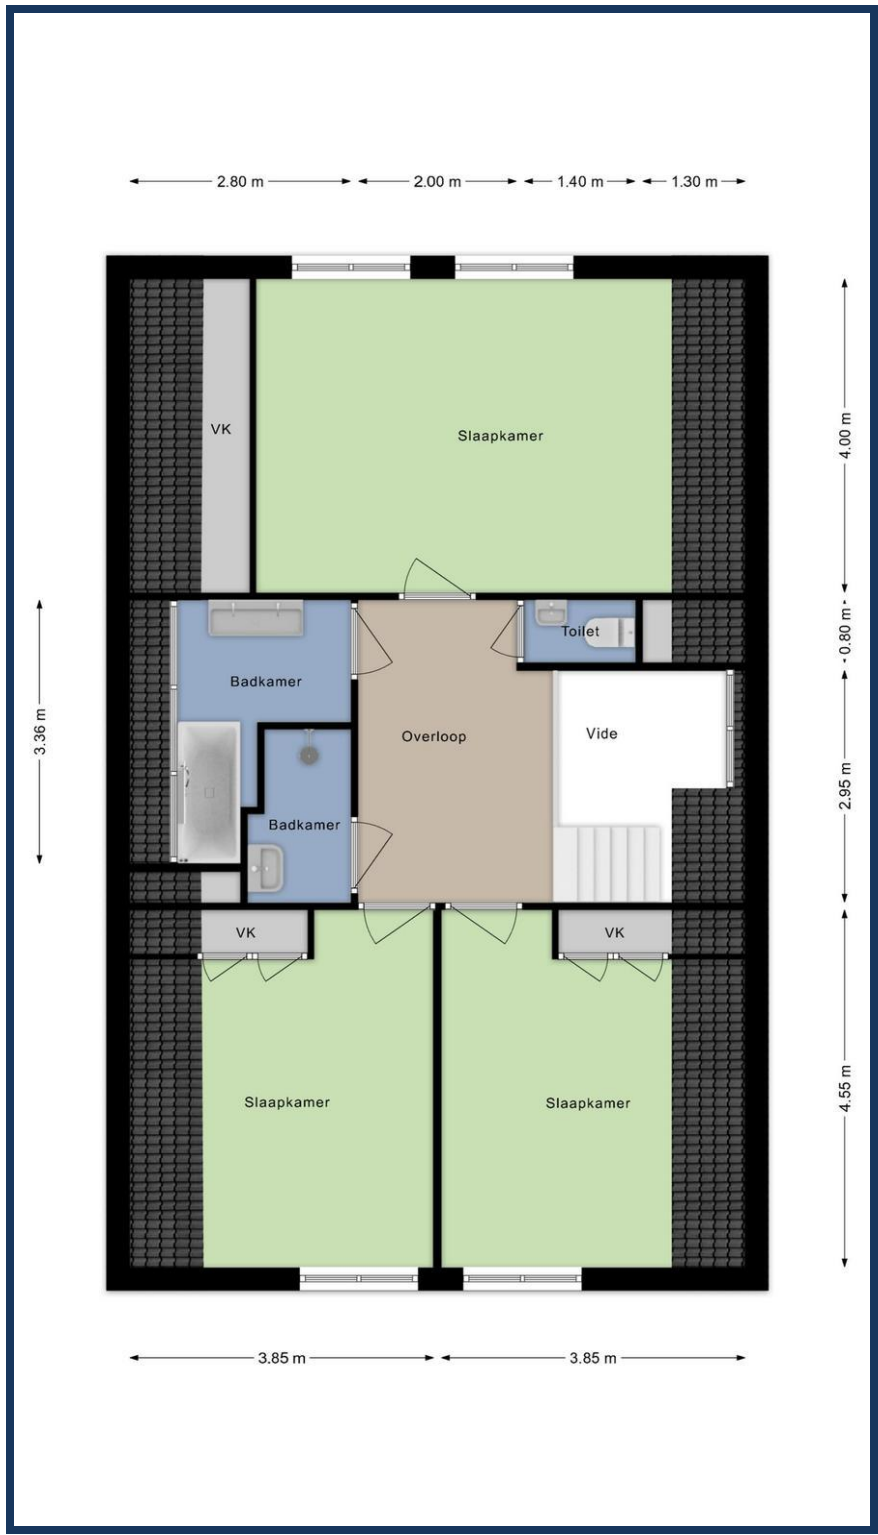 2.80 m
2.00 m
1.40 m
1.30 m
VK
Slaapkamer
4.00 m
Toilet
0.80 m
Badkamer
3.36 m
Overloop
Vide
2.95 m
Badkamer
VK
VK
Slaapkamer
Slaapkamer
4.55 m
3.85 m
3.85 m